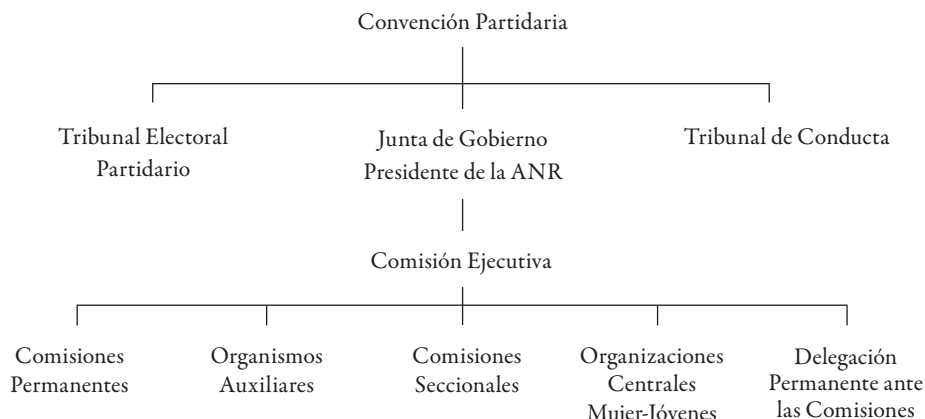 Convención Partidaria
Tribunal Electoral
Partidario
Junta de Gobierno
Presidente de la ANR
Tribunal de Conducta
Comisión Ejecutiva
Comisiones
Permanentes
Organismos
Auxiliares
Comisiones
Seccionales
Organizaciones
Centrales
Mujer-Jóvenes
Delegación
Permanente ante
las Comisiones